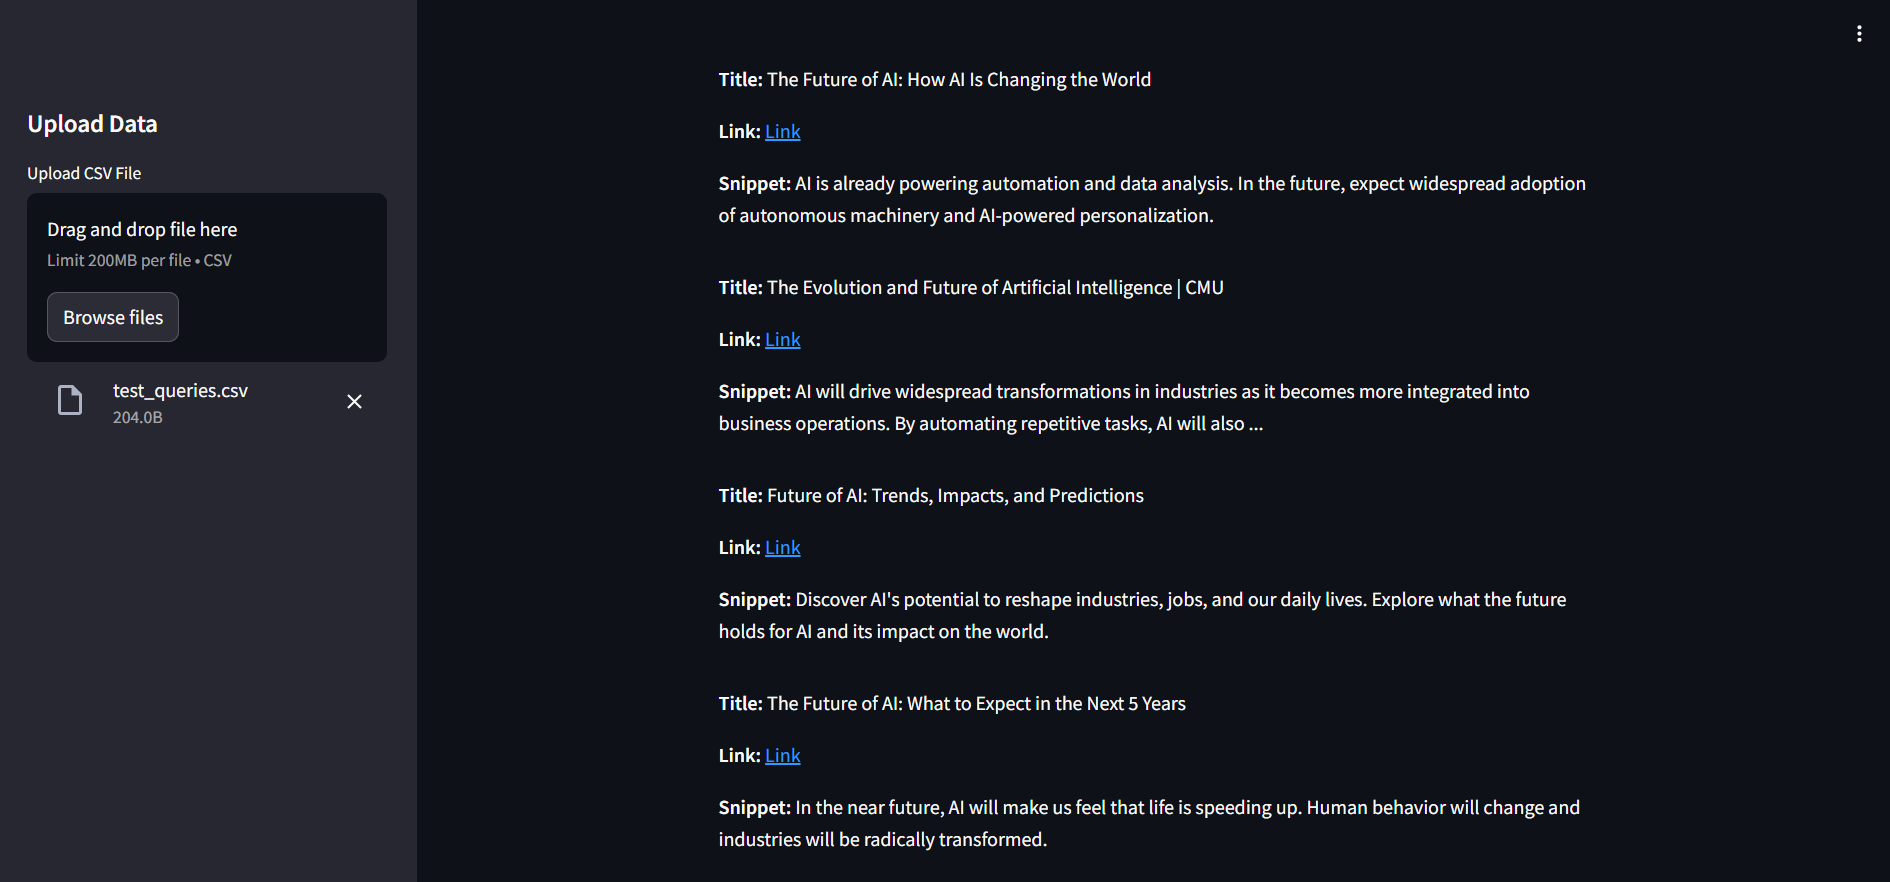 Upload Data
Upload CSV File
Drag and drop file here
Limit 200MB per file • CSV
Browse files
test_queries.csv
204.0B
Title: The Future of AI: How AI Is Changing the World
Link: Link
Snippet: AI is already powering automation and data analysis. In the future, expect widespread adoption
of autonomous machinery and AI-powered personalization.
Title: The Evolution and Future of Artificial Intelligence | CMU
Link: Link
Snippet: AI will drive widespread transformations in industries as it becomes more integrated into
business operations. By automating repetitive tasks, AI will also ...
Title: Future of AI: Trends, Impacts, and Predictions
Link: Link
Snippet: Discover AI's potential to reshape industries, jobs, and our daily lives. Explore what the future
holds for AI and its impact on the world.
Title: The Future of AI: What to Expect in the Next 5 Years
Link: Link
Snippet: In the near future, AI will make us feel that life is speeding up. Human behavior will change and
industries will be radically transformed.